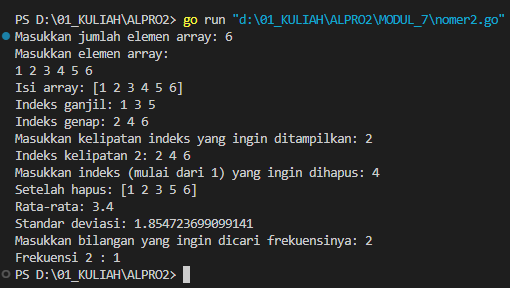 PS D:\01_KULIAH\ALPRO2> go run "d:\01_KULIAH\ALPRO2\MODUL_7\nomer2.go"
Masukkan jumlah elemen array: 6
Masukkan elemen array:
1 2 3 4 5 6
Isi array: [1 2 3 4 5 6]
Indeks ganjil: 1 3 5
Indeks genap: 2 4 6
Masukkan kelipatan indeks yang ingin ditampilkan: 2
Indeks kelipatan 2: 2 4 6
Masukkan indeks (mulai dari 1) yang ingin dihapus: 4
Setelah hapus: [1 2 3 5 6]
Rata-rata: 3.4
Standar deviasi: 1.854723699099141
Masukkan bilangan yang ingin dicari frekuensinya: 2
Frekuensi 2 : 1
PS D:\01_KULIAH\ALPRO2>